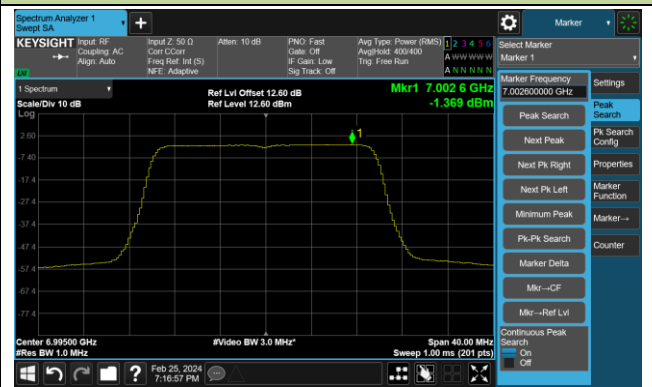 Spectrum Analyzer 1
Swept SA
+
Marker
KEYSIGHT
Input: RF
Coupling: AC
Align: Auto
Input Z: 50 Ω
Corr CCorr
Freq Ref: Int (S)
NFE: Adaptive
Atten: 10 dB
PNO: Fast
Gate: Off
IF Gain: Low
Sig Track: Off
Avg Type: Power (RMS)
Avg|Hold: 400/400
Trig: Free Run
1 2 3 4 5 6
A W W W W W
A N N N N N
Select Marker
Marker 1
1 Spectrum
Scale/Div 10 dB
Log
Ref Lvl Offset 12.60 dB
Ref Level 12.60 dBm
Mkr1 7.002 6 GHz
-1.369 dBm
2.60
-7.40
-17.4
-27.4
-37.4
-47.4
-57.4
-67.4
-77.4
1
Center 6.99500 GHz
#Res BW 1.0 MHz
#Video BW 3.0 MHz*
Span 40.00 MHz
Sweep 1.00 ms (201 pts)
Marker Frequency
7.002600000 GHz
Peak Search
Next Peak
Next Pk Right
Next Pk Left
Minimum Peak
Pk-Pk Search
Marker Delta
Mkr→CF
Mkr→Ref Lvl
Continuous Peak
Search
On
Off
Settings
Peak
Search
Pk Search
Config
Properties
Marker
Function
Marker→
Counter
?
Feb 25, 2024
7:16:57 PM